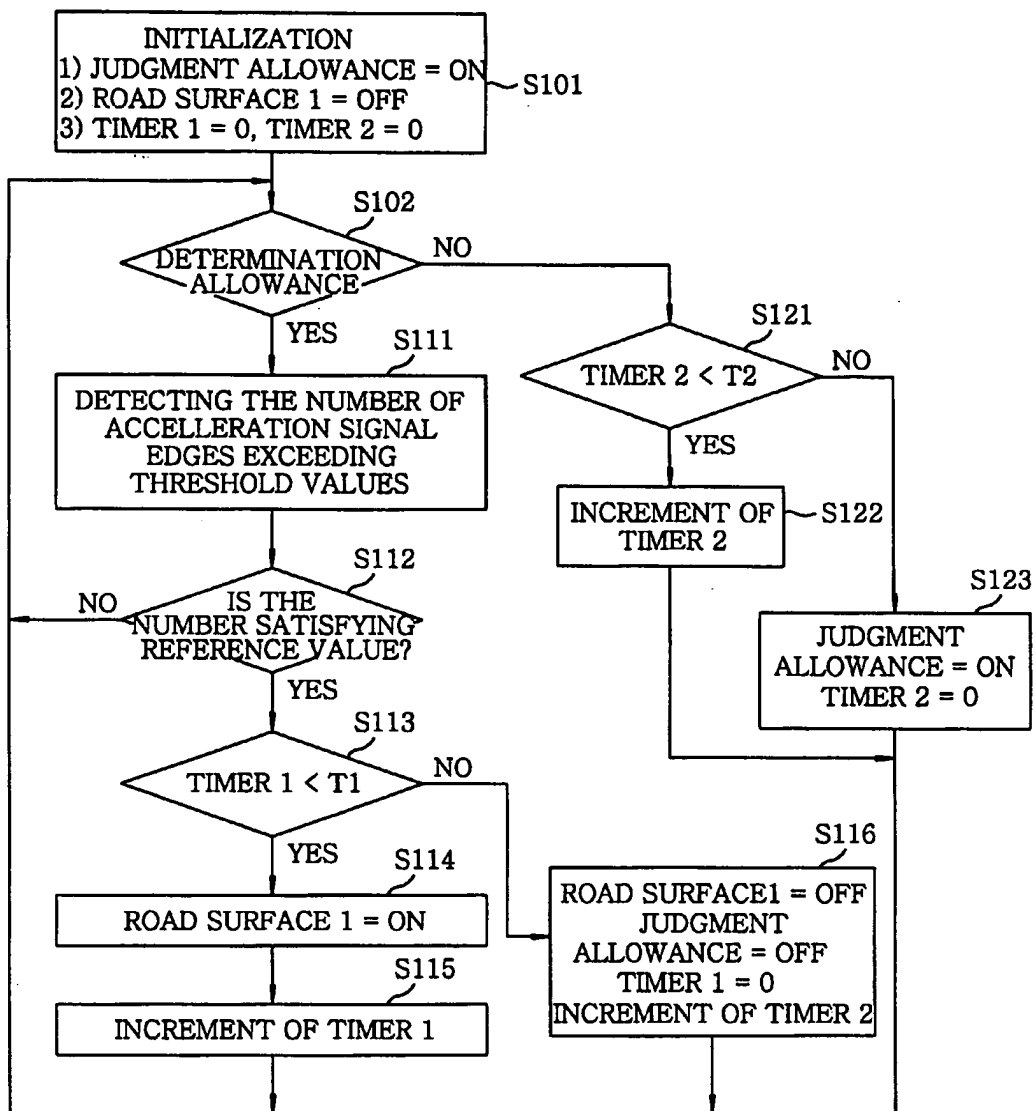 INITIALIZATION
1) JUDGMENT ALLOWANCE = ON
2) ROAD SURFACE 1 = OFF
3) TIMER 1 = 0, TIMER 2 = 0
S101
S102
DETERMINATION
ALLOWANCE
NO
YES
S111
DETECTING THE NUMBER OF
ACCELLERATION SIGNAL
EDGES EXCEEDING
THRESHOLD VALUES
S121
TIMER 2 < T2
NO
YES
INCREMENT OF
TIMER 2
S122
S112
NO
IS THE
NUMBER SATISFYING
REFERENCE VALUE?
YES
S123
JUDGMENT
ALLOWANCE = ON
TIMER 2 = 0
S113
TIMER 1 < T1
NO
YES
S114
ROAD SURFACE 1 = ON
S115
INCREMENT OF TIMER 1
S116
ROAD SURFACE1 = OFF
JUDGMENT
ALLOWANCE = OFF
TIMER 1 = 0
INCREMENT OF TIMER 2